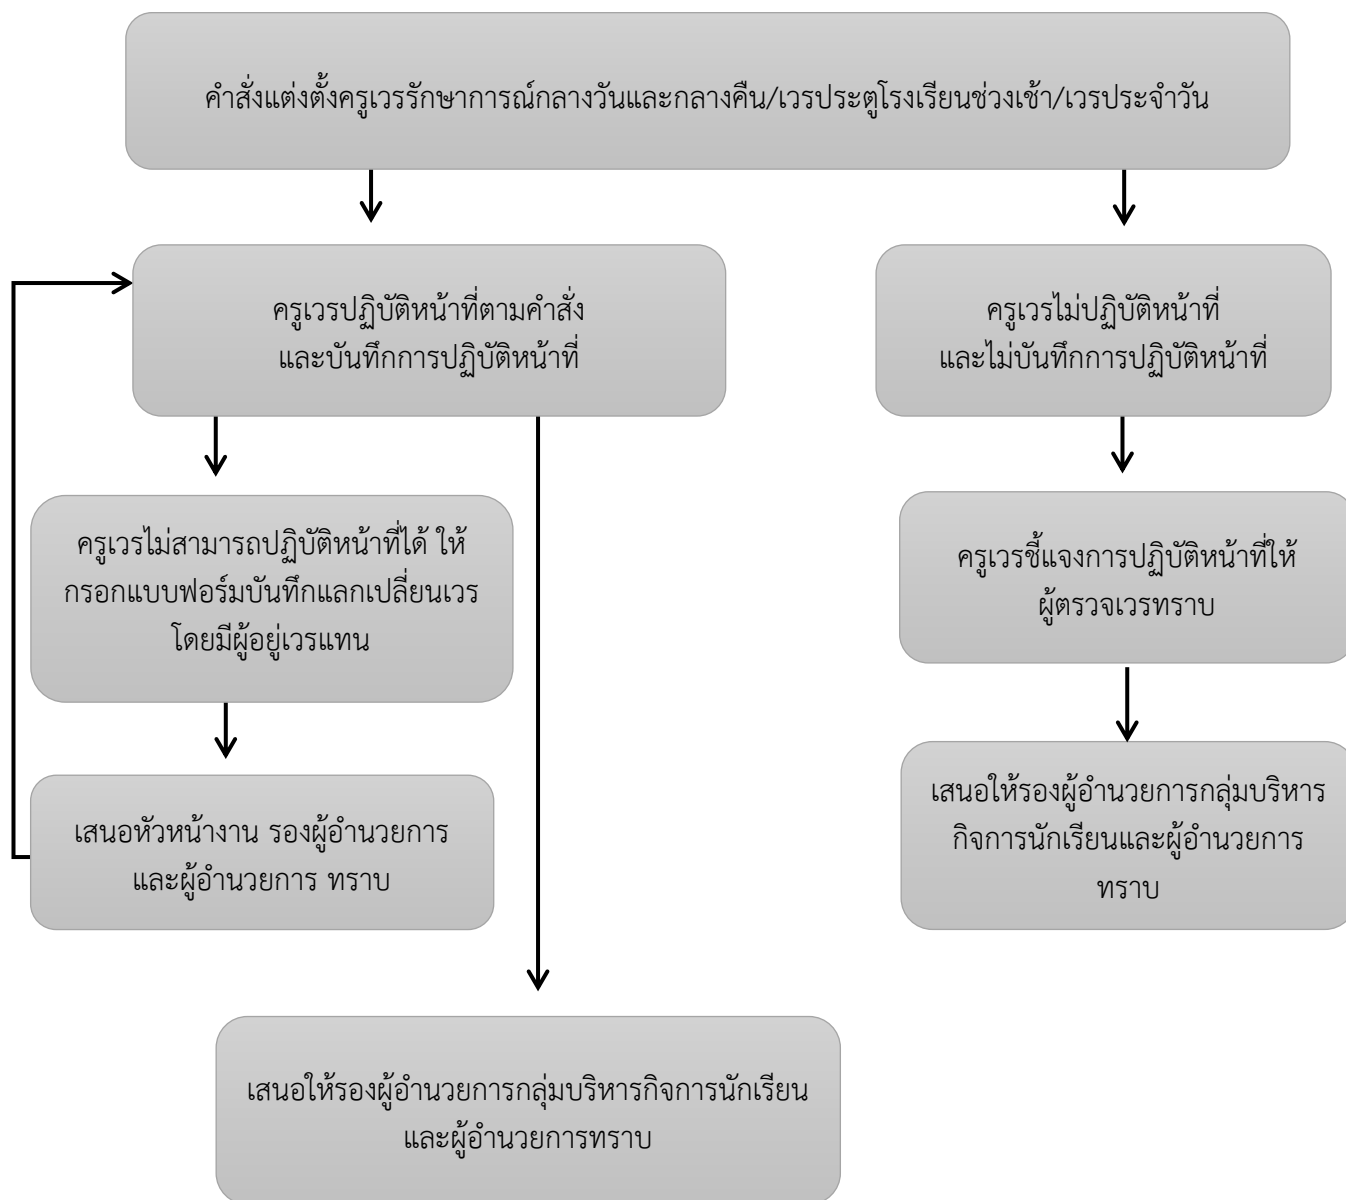 คำสั่งแต่งตั้งครูเวรรักษาการณ์กลางวันและกลางคืน/เวรประตูโรงเรียนช่วงเช้า/เวรประจำวัน
ครูเวรปฏิบัติหน้าที่ตามคำสั่ง
และบันทึกการปฏิบัติหน้าที่
ครูเวรไม่ปฏิบัติหน้าที่
และไม่บันทึกการปฏิบัติหน้าที่
ครูเวรไม่สามารถปฏิบัติหน้าที่ได้ ให้
กรอกแบบฟอร์มบันทึกแลกเปลี่ยนเวร
โดยมีผู้อยู่เวรแทน
ครูเวรชี้แจงการปฏิบัติหน้าที่ให้
ผู้ตรวจเวรทราบ
เสนอหัวหน้างาน รองผู้อำนวยการ
และผู้อำนวยการ ทราบ
เสนอให้รองผู้อำนวยการกลุ่มบริหาร
กิจการนักเรียนและผู้อำนวยการ
ทราบ
เสนอให้รองผู้อำนวยการกลุ่มบริหารกิจการนักเรียน
และผู้อำนวยการทราบ